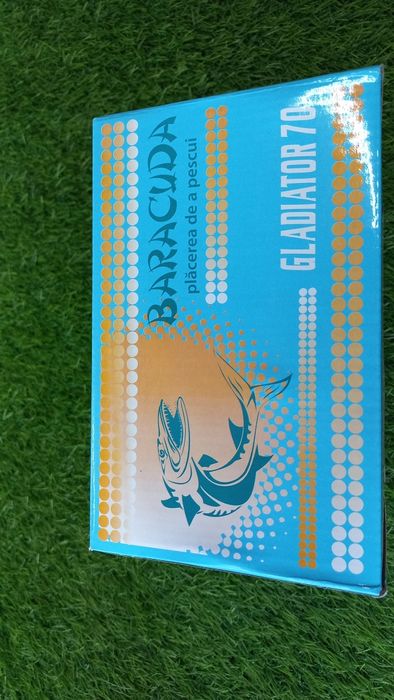 BARACUDA
plăcerea de a pescui
GLADIATOR 70